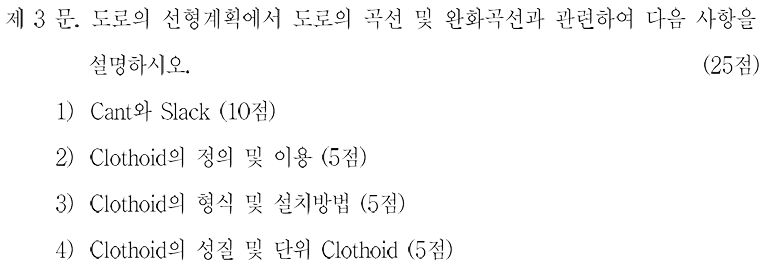 제 3 문. 도로의 선형계획에서 도로의 곡선 및 완화곡선과 관련하여 다음 사항을
설명하시오. (25점)
1) Cant와 Slack (10점)
2) Clothoid의 정의 및 이용 (5점)
3) Clothoid의 형식 및 설치방법 (5점)
4) Clothoid의 성질 및 단위 Clothoid (5점)